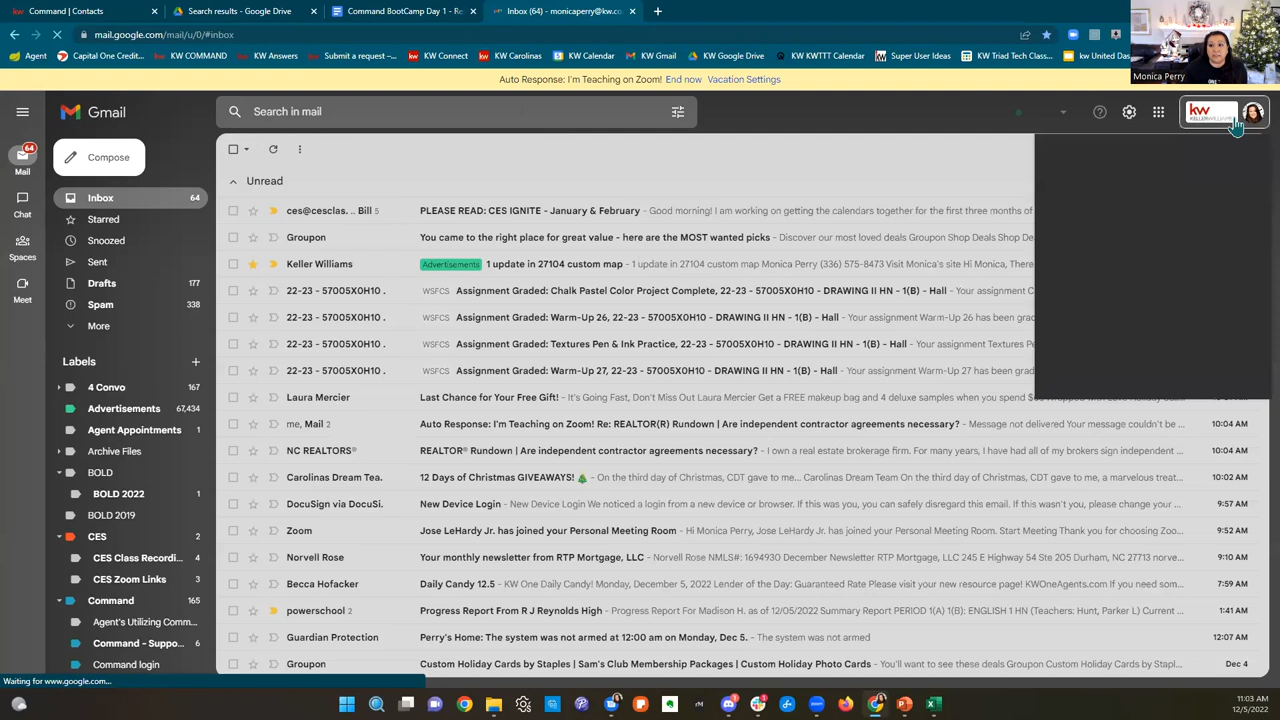 Command | Contacts
Search results - Google Drive
Command BootCamp Day 1 - Re
Inbox (64) - monicaperry@kw.co
mail.google.com/mail/u/0/#inbox
Agent
Capital One Credit...
KW COMMAND
KW Answers
Submit a request –...
KW Connect
KW Carolinas
KW Calendar
KW Gmail
KW Google Drive
KW KWTTT Calendar
Super User Ideas
KW Triad Tech Class...
kw United Das
Monica Perry
Auto Response: I'm Teaching on Zoom! End now Vacation Settings
Gmail
Search in mail
kw
KELLERWILLIAMS
64
Mail
Chat
Spaces
Meet
Compose
Inbox 64
Starred
Snoozed
Sent
Drafts 177
Spam 338
More
Labels
4 Convo 167
Advertisements 67,434
Agent Appointments 1
Archive Files
BOLD
BOLD 2022 1
BOLD 2019
CES 2
CES Class Recordi... 4
CES Zoom Links 3
Command 165
Agent's Utilizing Comm...
Command - Suppo... 6
Command login
Unread
ces@cesclas. .. Bill 5 PLEASE READ: CES IGNITE - January & February - Good morning! I am working on getting the calendars together for the first three months of
Groupon You came to the right place for great value - here are the MOST wanted picks - Discover our most loved deals Groupon Shop Deals Shop De
Keller Williams Advertisements 1 update in 27104 custom map - 1 update in 27104 custom map Monica Perry (336) 575-8473 Visit Monica's site Hi Monica, There
22-23 - 57005X0H10 . WSFCS Assignment Graded: Chalk Pastel Color Project Complete, 22-23 - 57005X0H10 - DRAWING II HN - 1(B) - Hall - Your assignment
22-23 - 57005X0H10 . WSFCS Assignment Graded: Warm-Up 26, 22-23 - 57005X0H10 - DRAWING II HN - 1(B) - Hall - Your assignment Warm-Up 26 has been grad
22-23 - 57005X0H10 . WSFCS Assignment Graded: Textures Pen & Ink Practice, 22-23 - 57005X0H10 - DRAWING II HN - 1(B) - Hall - Your assignment Textures Pe
22-23 - 57005X0H10 . WSFCS Assignment Graded: Warm-Up 27, 22-23 - 57005X0H10 - DRAWING II HN - 1(B) - Hall - Your assignment Warm-Up 27 has been grad
Laura Mercier Last Chance for Your Free Gift! - It's Going Fast, Don't Miss Out Laura Mercier Get a FREE makeup bag and 4 deluxe samples when you spend
me, Mail 2 Auto Response: I'm Teaching on Zoom! Re: REALTOR(R) Rundown | Are independent contractor agreements necessary? - Message not delivered Your message couldn't be ... 10:04 AM
NC REALTORS® REALTOR® Rundown | Are independent contractor agreements necessary? - I own a real estate brokerage firm. For many years, I have had all of my brokers sign independent ... 10:04 AM
Carolinas Dream Tea. 12 Days of Christmas GIVEAWAYS! 🎄 - On the third day of Christmas, CDT gave to me... Carolinas Dream Team On the third day of Christmas, CDT gave to me, a marvelous treat... 10:02 AM
DocuSign via DocuSi. New Device Login - New Device Login We noticed a login from a new device or browser. If this was you, you can safely disregard this email. If this wasn't you, please change your... 9:56 AM
Zoom Jose LeHardy Jr. has joined your Personal Meeting Room - Hi Monica Perry, Jose LeHardy Jr. has joined your Personal Meeting Room. Start Meeting Thank you for choosing Zoo... 9:52 AM
Norvell Rose Your monthly newsletter from RTP Mortgage, LLC - Norvell Rose NMLS#: 1694930 December Newsletter RTP Mortgage, LLC 245 E Highway 54 Ste 205 Durham, NC 27713 norve... 9:10 AM
Becca Hofacker Daily Candy 12.5 - KW One Daily Candy! Monday, December 5, 2022 Lender of the Day: Guaranteed Rate Please visit your new resource page! KWOneAgents.com If you need som... 7:59 AM
powerschool 2 Progress Report From R J Reynolds High - Progress Report For Madison H. as of 12/05/2022 Summary Report PERIOD 1(A) 1(B): ENGLISH 1 HN (Teachers: Hunt, Parker L) Current ... 1:41 AM
Guardian Protection Perry's Home: The system was not armed at 12:00 am on Monday, Dec 5. - The system was not armed 12:07 AM
Groupon Custom Holiday Cards by Staples | Sam's Club Membership Packages | Custom Holiday Photo Cards - You'll want to see these deals Groupon Custom Holiday Cards by Stapl... Dec 4
Waiting for www.google.com...
11:03 AM
12/5/2022